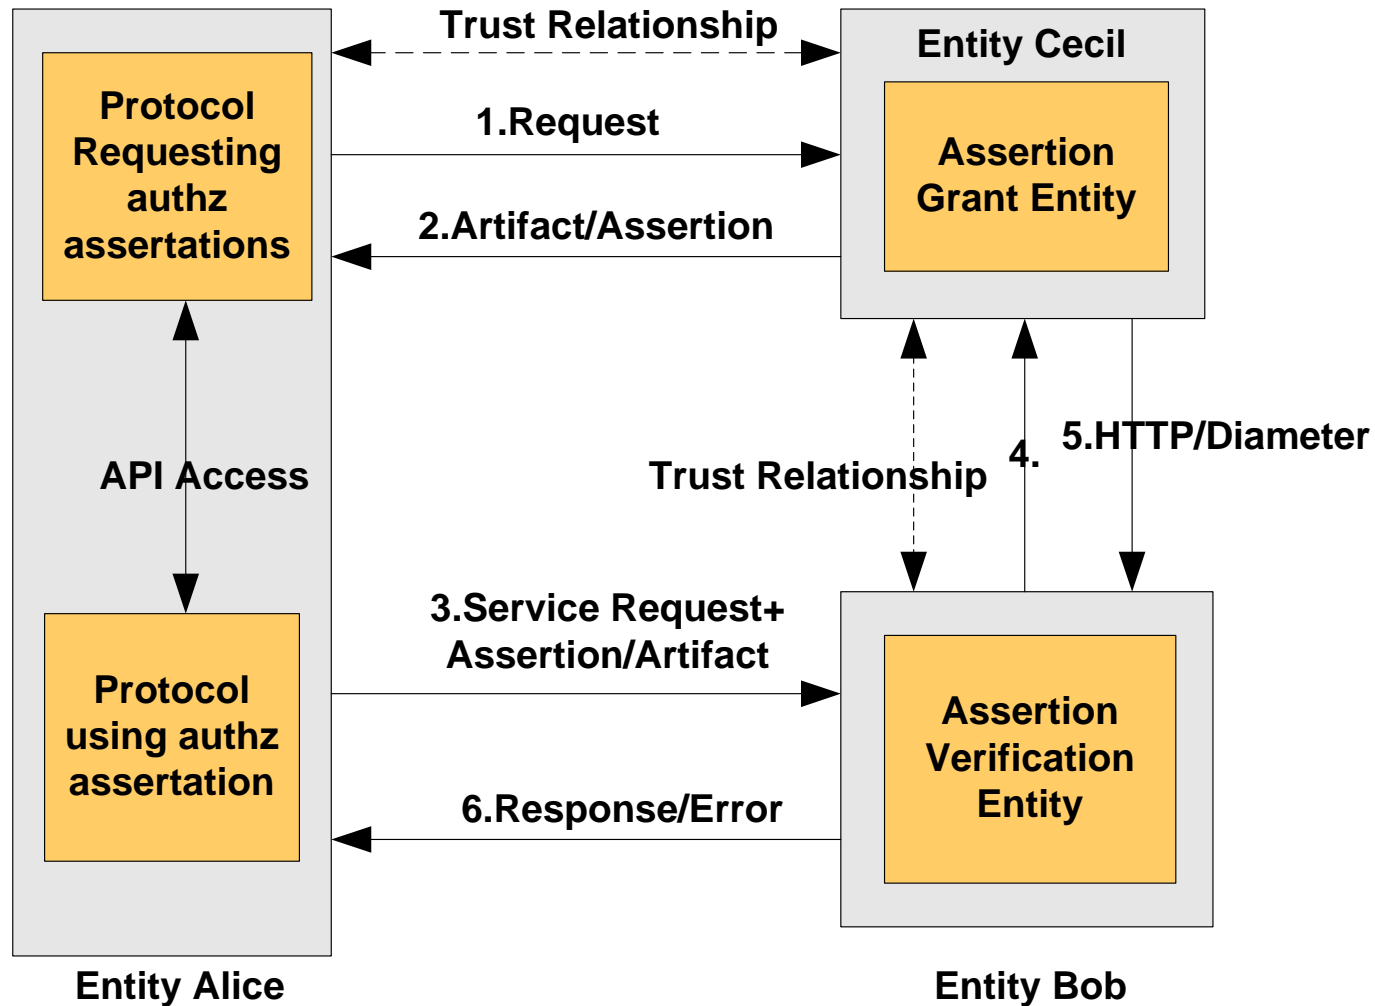 Trust Relationship
Entity Cecil
Protocol
Requesting
authz
assertations
1.Request
Assertion
Grant Entity
2.Artifact/Assertion
API Access
Trust Relationship
4.
5.HTTP/Diameter
3.Service Request+
Assertion/Artifact
Protocol
using authz
assertation
Assertion
Verification
Entity
6.Response/Error
Entity Alice
Entity Bob